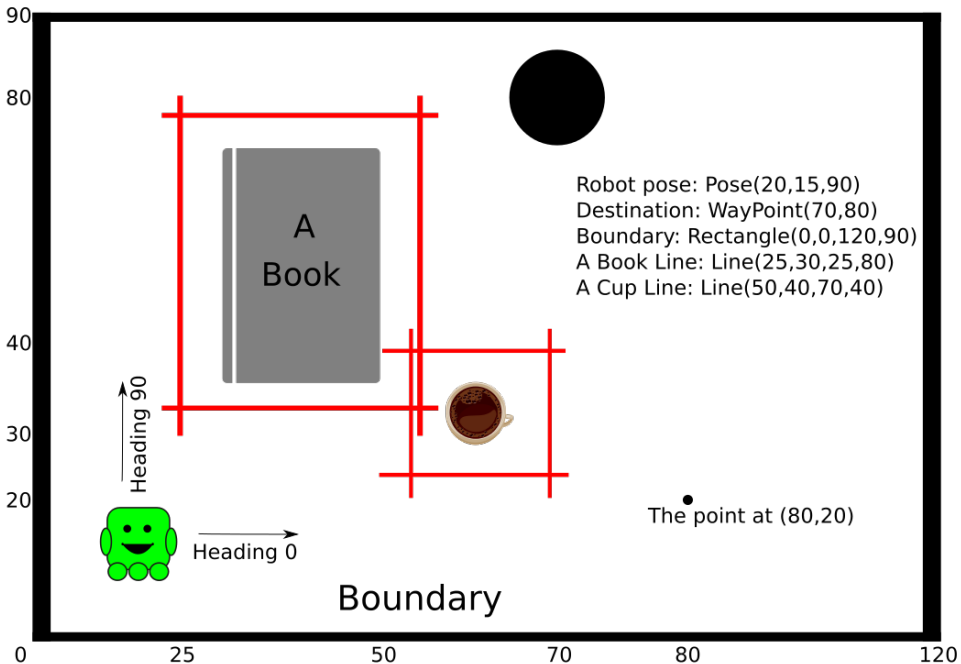 90
80
Robot pose: Pose(20,15,90)
Destination: WayPoint(70,80)
Boundary: Rectangle(0,0,120,90)
A Book Line: Line(25,30,25,80)
A Cup Line: Line(50,40,70,40)
A
Book
40
Heading 90
30
20
The point at (80,20)
Heading 0
Boundary
0 25 50 70 80 120